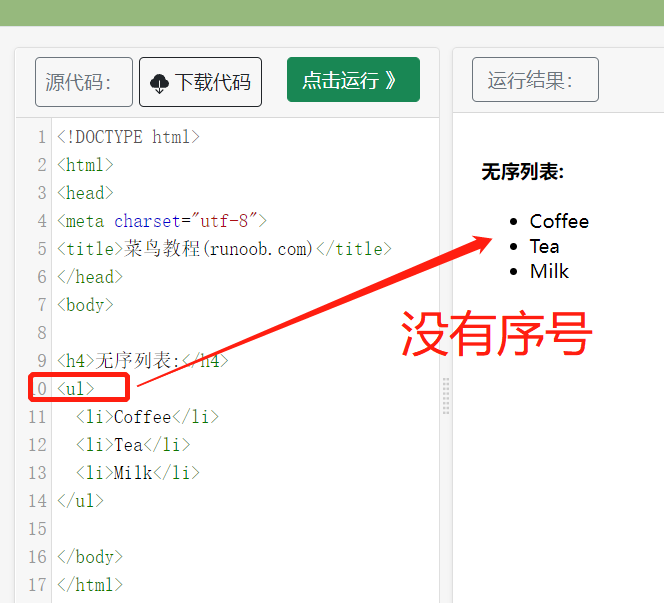 源代码： 下载代码 点击运行 》
运行结果：
1 <!DOCTYPE html>
2 <html>
3 <head>
4 <meta charset="utf-8">
5 <title>菜鸟教程(runoob.com)</title>
6 </head>
7 <body>
8
9 <h4>无序列表:</h4>
10 <ul>
11   <li>Coffee</li>
12   <li>Tea</li>
13   <li>Milk</li>
14 </ul>
15
16 </body>
17 </html>
无序列表:
• Coffee
• Tea
• Milk
没有序号